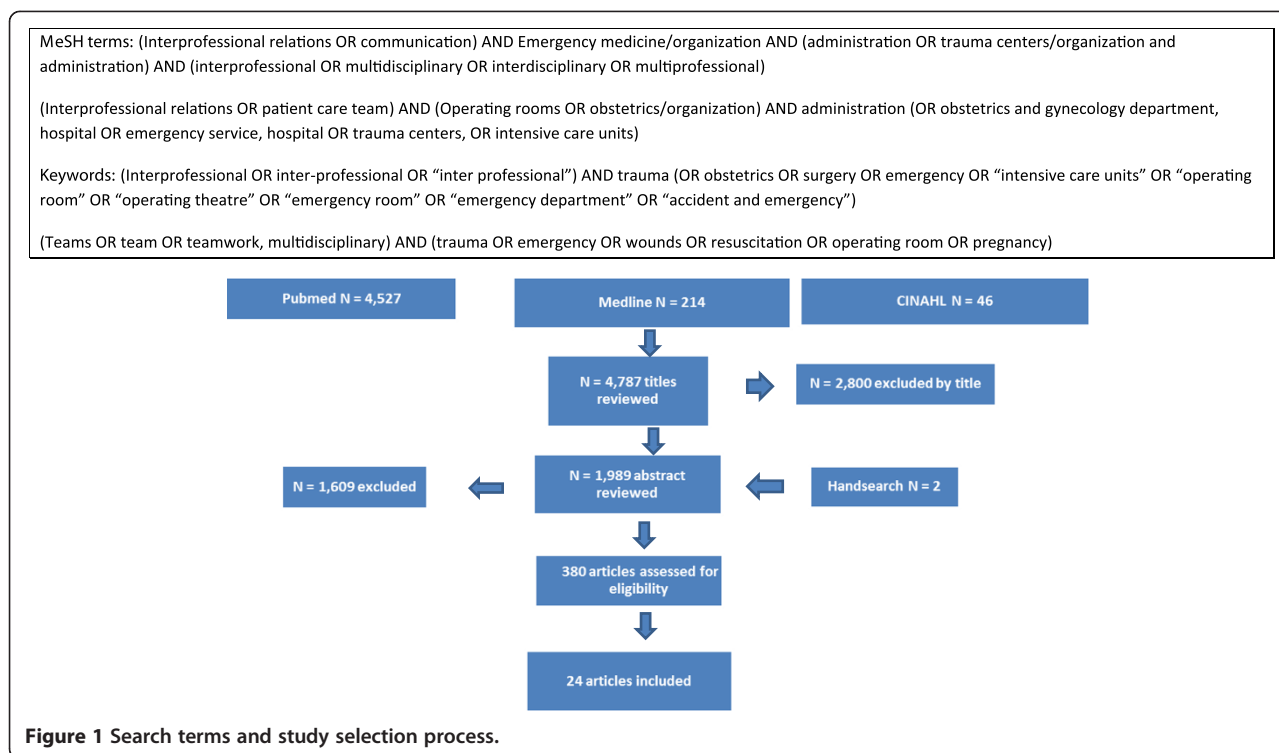 MeSH terms: (Interprofessional relations OR communication) AND Emergency medicine/organization AND (administration OR trauma centers/organization and
administration) AND (interprofessional OR multidisciplinary OR interdisciplinary OR multiprofessional)
(Interprofessional relations OR patient care team) AND (Operating rooms OR obstetrics/organization) AND administration (OR obstetrics and gynecology department,
hospital OR emergency service, hospital OR trauma centers, OR intensive care units)
Keywords: (Interprofessional OR inter-professional OR “inter professional”) AND trauma (OR obstetrics OR surgery OR emergency OR “intensive care units” OR “operating
room” OR “operating theatre” OR “emergency room” OR “emergency department” OR “accident and emergency”)
(Teams OR team OR teamwork, multidisciplinary) AND (trauma OR emergency OR wounds OR resuscitation OR operating room OR pregnancy)
Pubmed N = 4,527
Medline N = 214
CINAHL N = 46
N = 4,787 titles
reviewed
N = 2,800 excluded by title
N = 1,609 excluded
N = 1,989 abstract
reviewed
Handsearch N = 2
380 articles assessed for
eligibility
24 articles included
Figure 1 Search terms and study selection process.